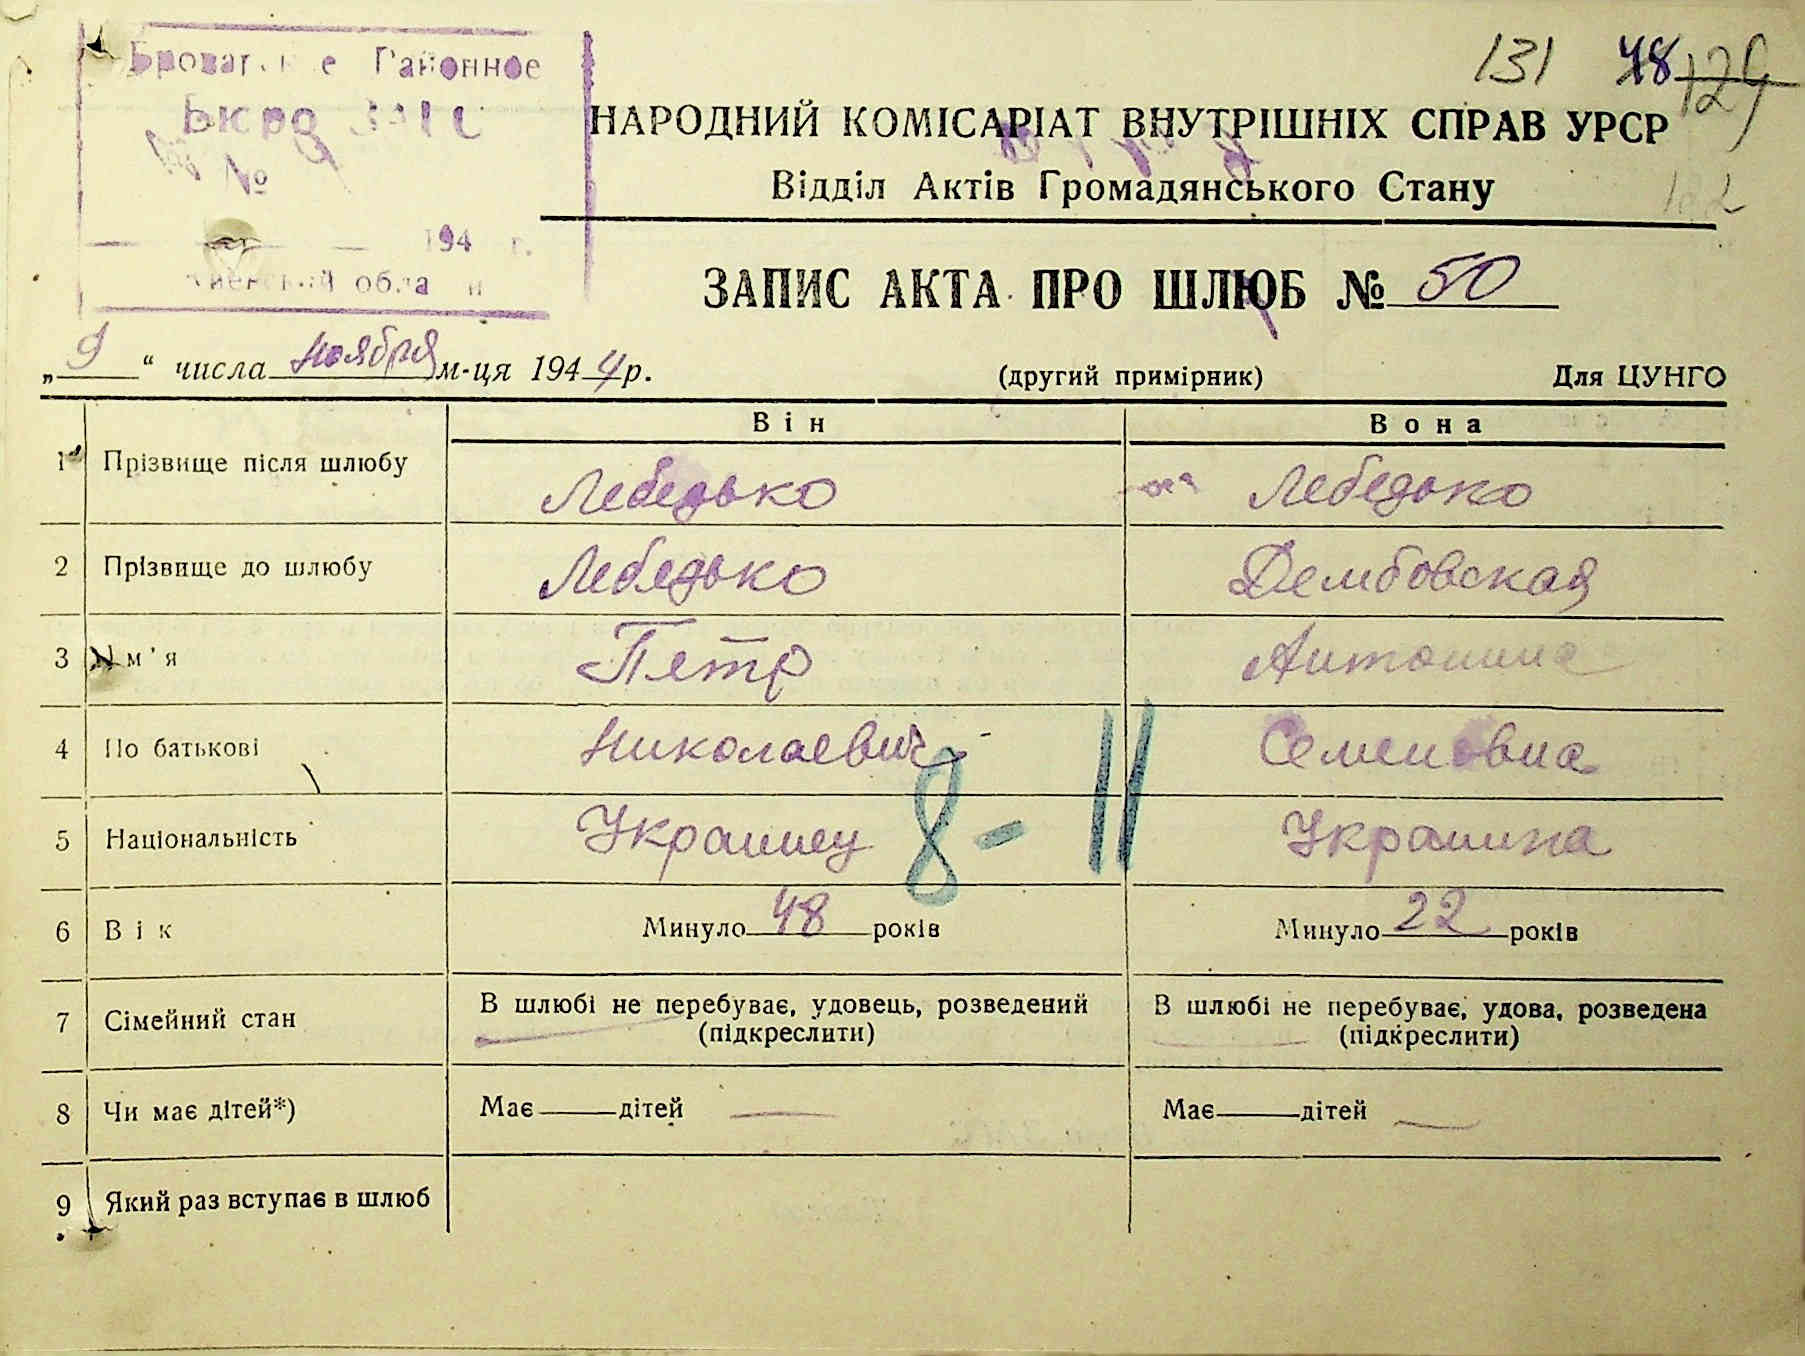 Районное
Бюро ЗАГС
№
194 г.
131 48 129
НАРОДНИЙ КОМІСАРІАТ ВНУТРІШНІХ СПРАВ УРСР
Відділ Актів Громадянського Стану
ЗАПИС АКТА ПРО ШЛЮБ № 50
„9“ числа ноября м-ця 1944 р. (другий примірник) Для ЦУНГО
Він Вона
1 Прізвище після шлюбу Лебедько Лебедько
2 Прізвище до шлюбу Лебедько Дембовская
3 Ім'я Петр Антонина
4 По батькові Николаевич Семеновна
5 Національність Украинец Украинка
8-11
6 Вік Минуло 48 років Минуло 22 років
7 Сімейний стан В шлюбі не перебуває, удовець, розведений (підкреслити) В шлюбі не перебуває, удова, розведена (підкреслити)
8 Чи має дітей*) Має — дітей — Має — дітей —
9 Який раз вступає в шлюб